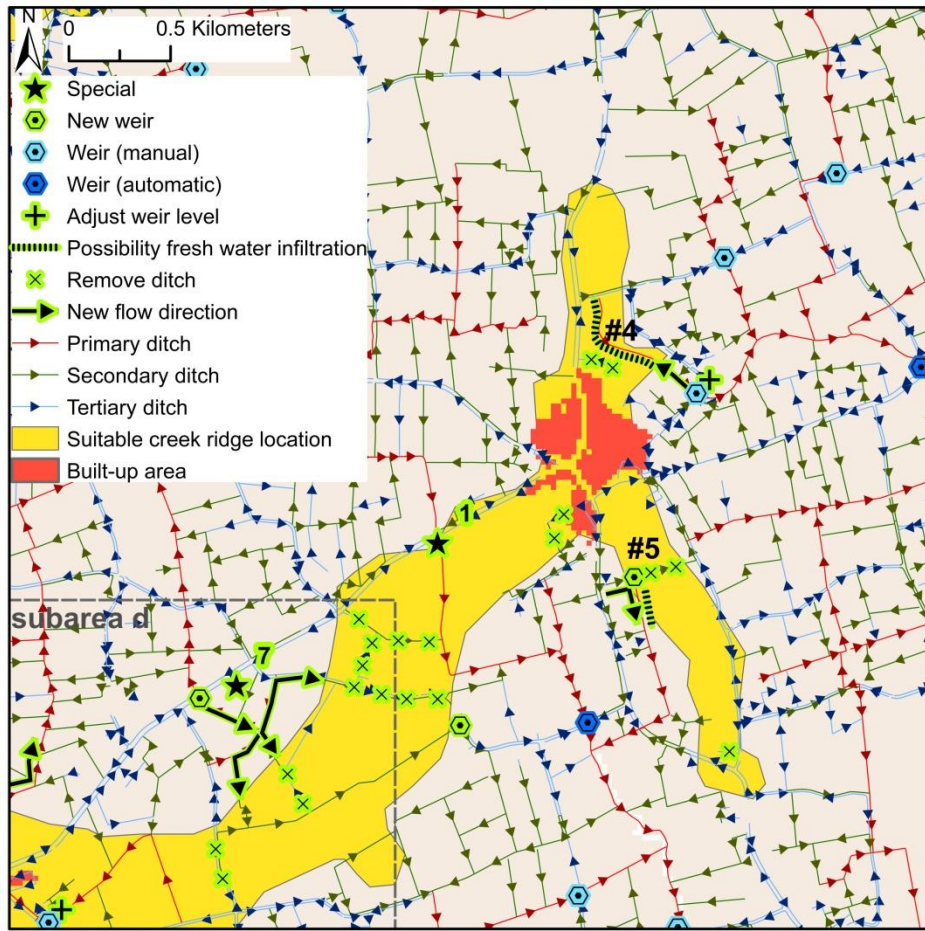 N
0 0.5 Kilometers
Special
New weir
Weir (manual)
Weir (automatic)
Adjust weir level
Possibility fresh water infiltration
Remove ditch
New flow direction
Primary ditch
Secondary ditch
Tertiary ditch
Suitable creek ridge location
Built-up area
#4
1
#5
subarea d
7